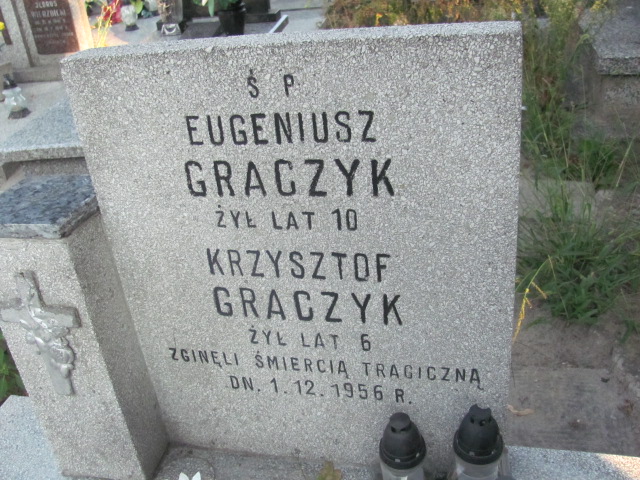 Ś P
EUGENIUSZ
GRACZYK
ŻYŁ LAT 10
KRZYSZTOF
GRACZYK
ŻYŁ LAT 6
ZGINĘLI ŚMIERCIĄ TRAGICZNĄ
DN. 1. 12. 1956 R.